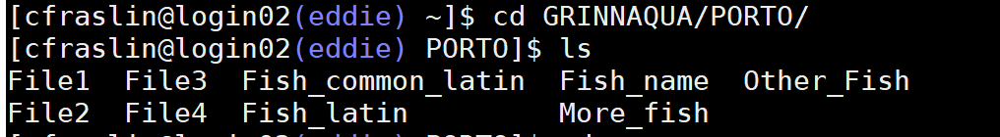 [cfraslin@login02(eddie) ~]$ cd GRINNAQUA/PORTO/
[cfraslin@login02(eddie) PORTO]$ ls
File1  File3  Fish_common_latin  Fish_name  Other_Fish
File2  File4  Fish_latin         More_fish